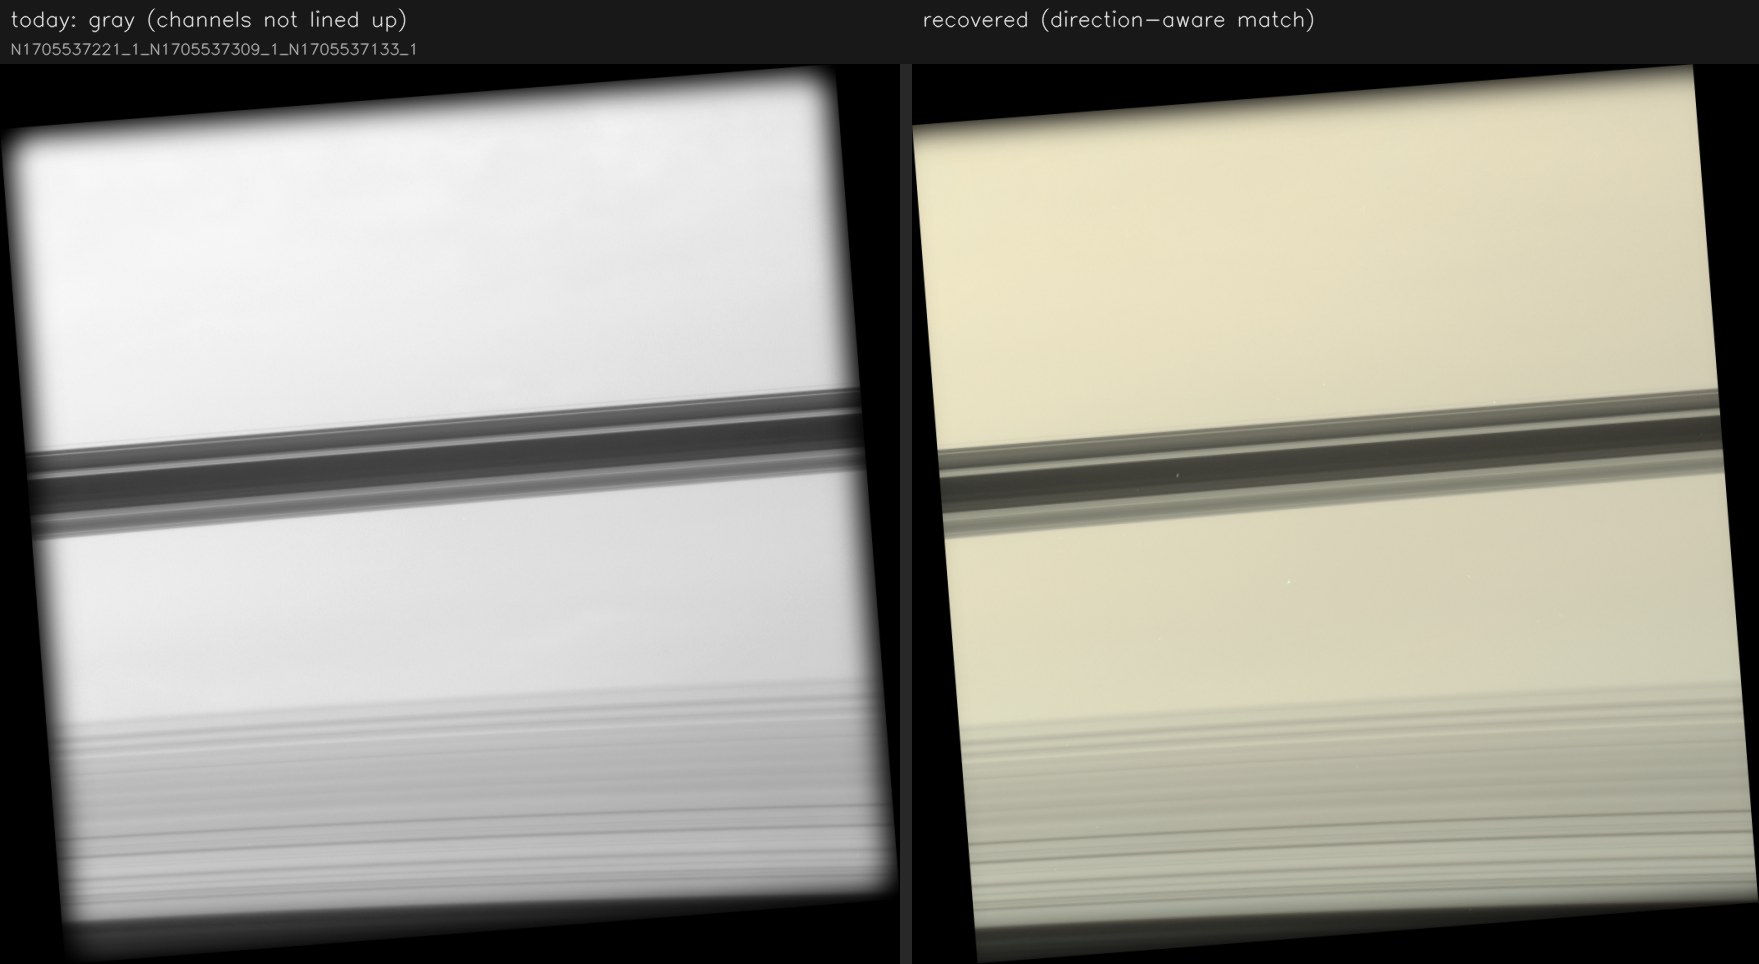 today: gray (channels not lined up)
N1705537221_1_N1705537309_1_N1705537133_1
recovered (direction-aware match)